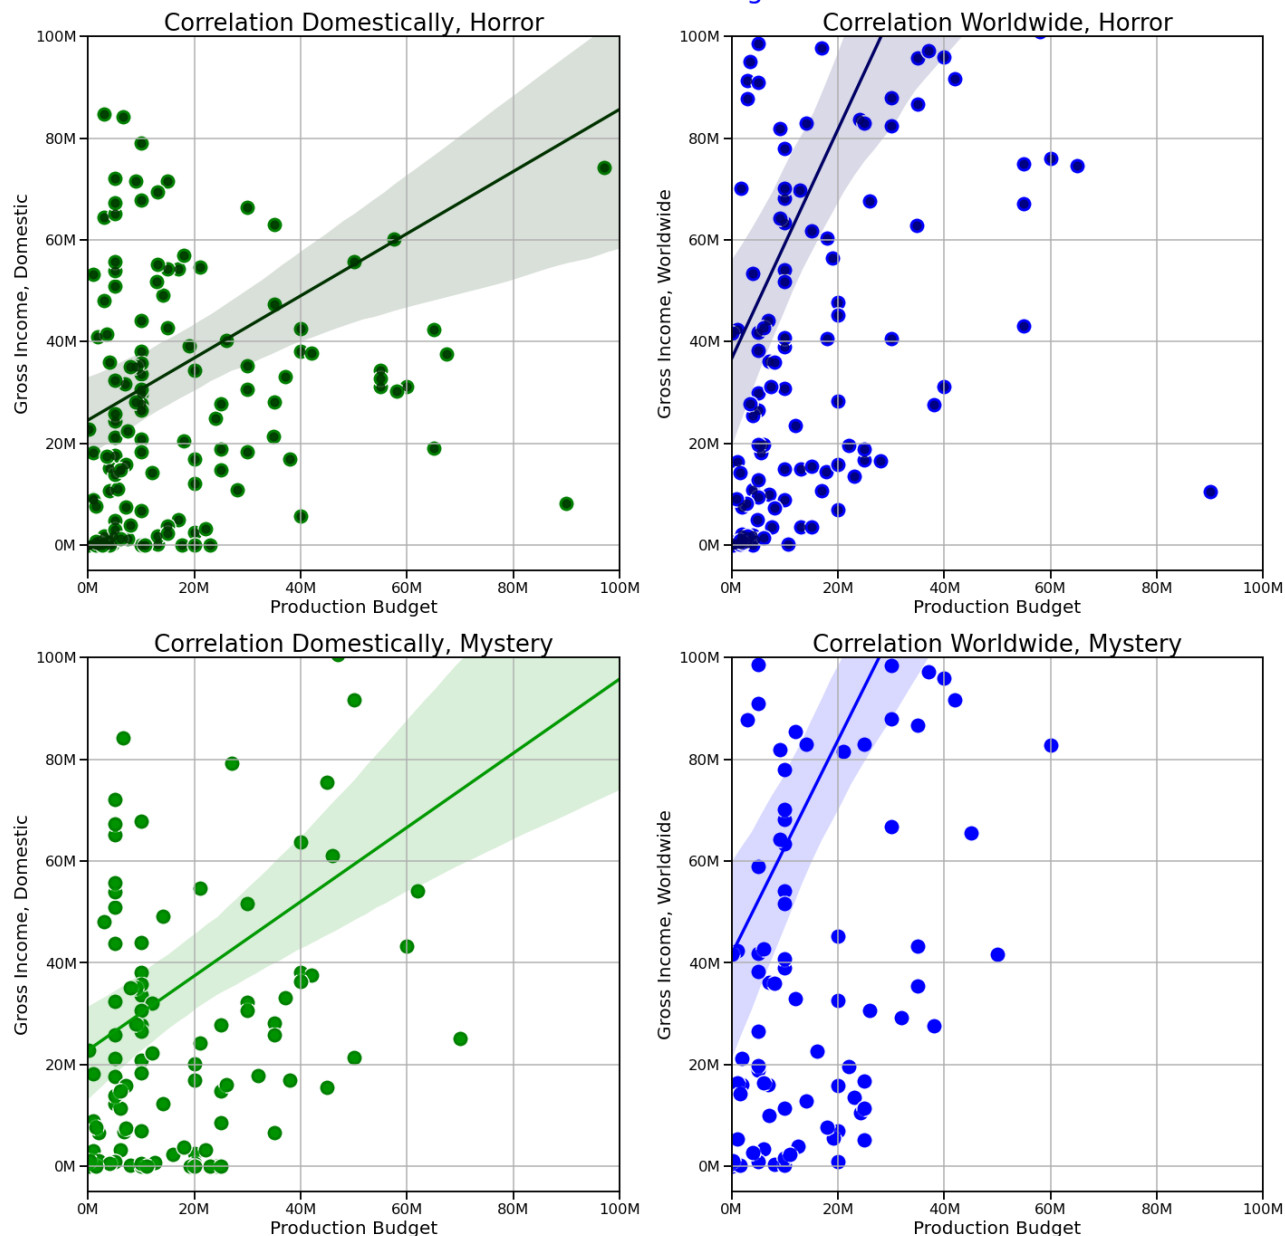 Correlation Domestically, Horror
100M
80M
60M
40M
20M
0M
Gross Income, Domestic
0M 20M 40M 60M 80M 100M
Production Budget
Correlation Worldwide, Horror
100M
80M
60M
40M
20M
0M
Gross Income, Worldwide
0M 20M 40M 60M 80M 100M
Production Budget
Correlation Domestically, Mystery
100M
80M
60M
40M
20M
0M
Gross Income, Domestic
0M 20M 40M 60M 80M 100M
Production Budget
Correlation Worldwide, Mystery
100M
80M
60M
40M
20M
0M
Gross Income, Worldwide
0M 20M 40M 60M 80M 100M
Production Budget